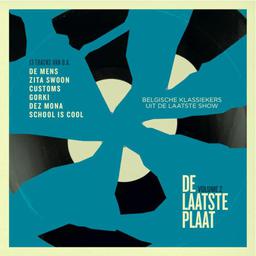 13 TRACKS VAN O.A.
DE MENS
ZITA SWOON
CUSTOMS
GORKI
DEZ MONA
SCHOOL IS COOL
BELGISCHE KLASSIEKERS
UIT DE LAATSTE SHOW
DE
VOLUME 2
LAATSTE
PLAAT